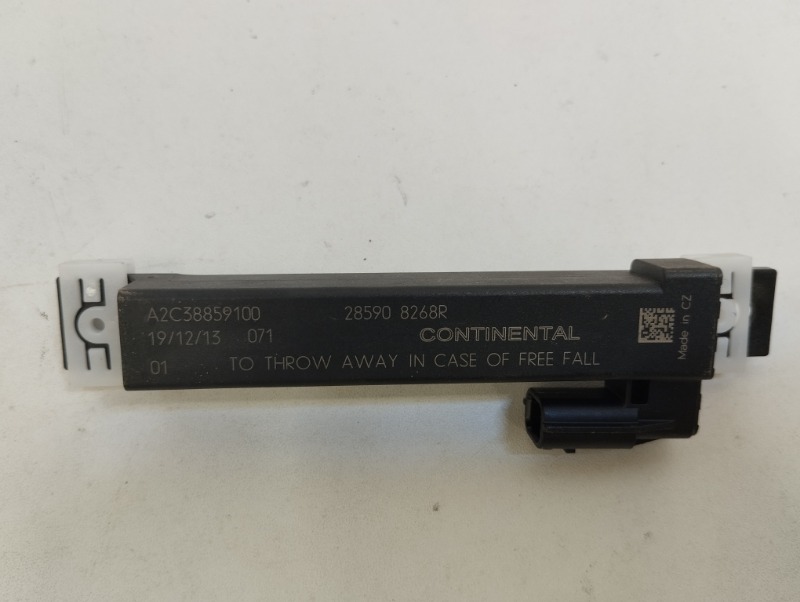 A2C38859100 28590 8268R
19/12/13 071 CONTINENTAL
01 TO THROW AWAY IN CASE OF FREE FALL
Made in CZ